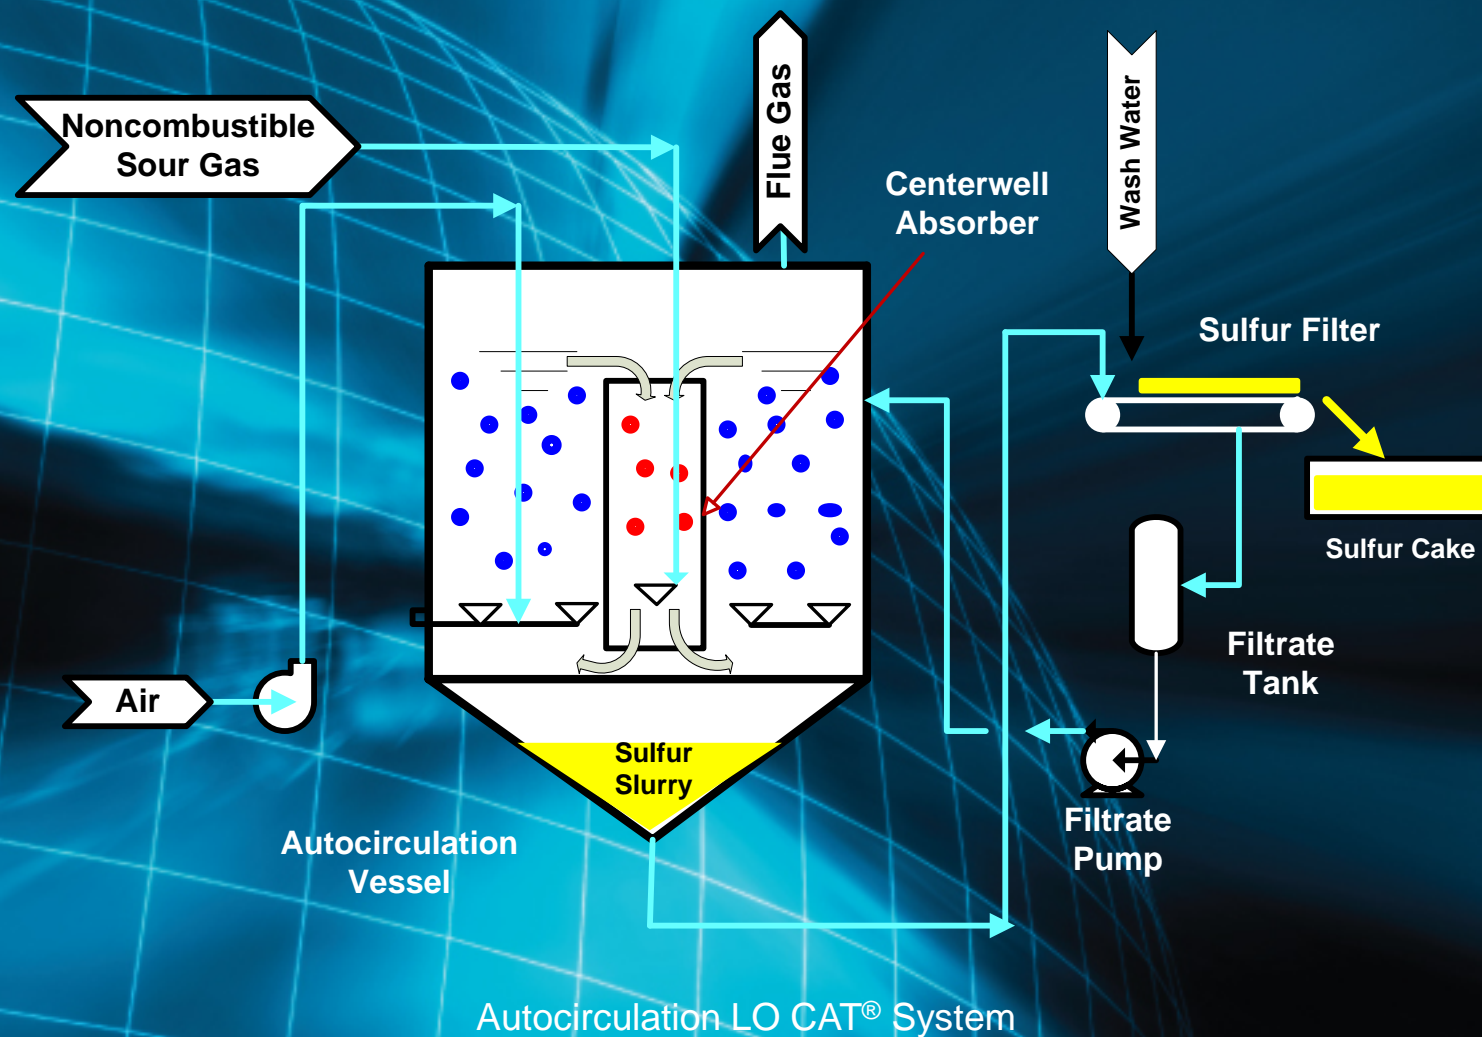 Noncombustible
Sour Gas
Flue Gas
Wash Water
Centerwell
Absorber
Sulfur Filter
Sulfur Cake
Filtrate
Tank
Air
Sulfur
Slurry
Filtrate
Pump
Autocirculation
Vessel
Autocirculation LO CAT® System